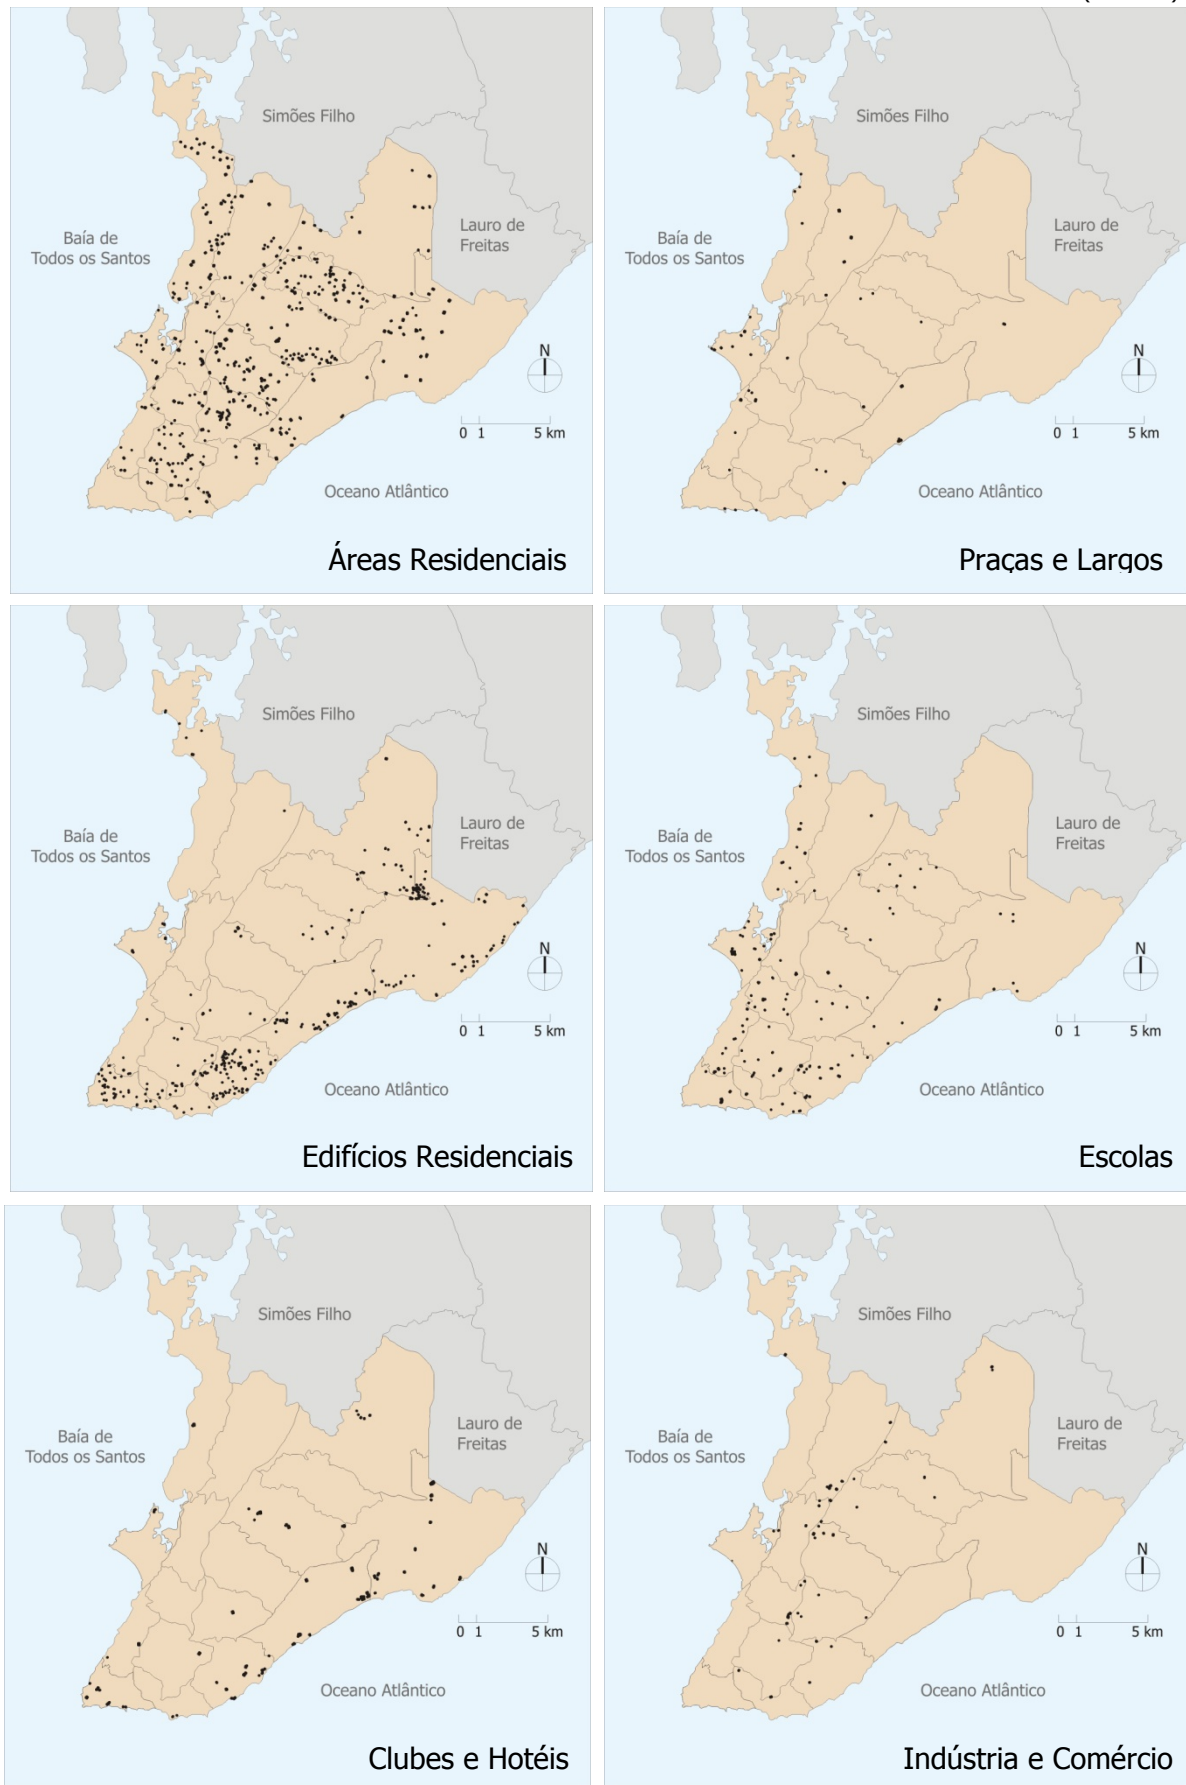 Simões Filho
Lauro de
Freitas
Baía de
Todos os Santos
N
0 1 5 km
Oceano Atlântico
Áreas Residenciais
Simões Filho
Lauro de
Freitas
Baía de
Todos os Santos
N
0 1 5 km
Oceano Atlântico
Praças e Largos
Simões Filho
Lauro de
Freitas
Baía de
Todos os Santos
N
0 1 5 km
Oceano Atlântico
Edifícios Residenciais
Simões Filho
Lauro de
Freitas
Baía de
Todos os Santos
N
0 1 5 km
Oceano Atlântico
Escolas
Simões Filho
Lauro de
Freitas
Baía de
Todos os Santos
N
0 1 5 km
Oceano Atlântico
Clubes e Hotéis
Simões Filho
Lauro de
Freitas
Baía de
Todos os Santos
N
0 1 5 km
Oceano Atlântico
Indústria e Comércio